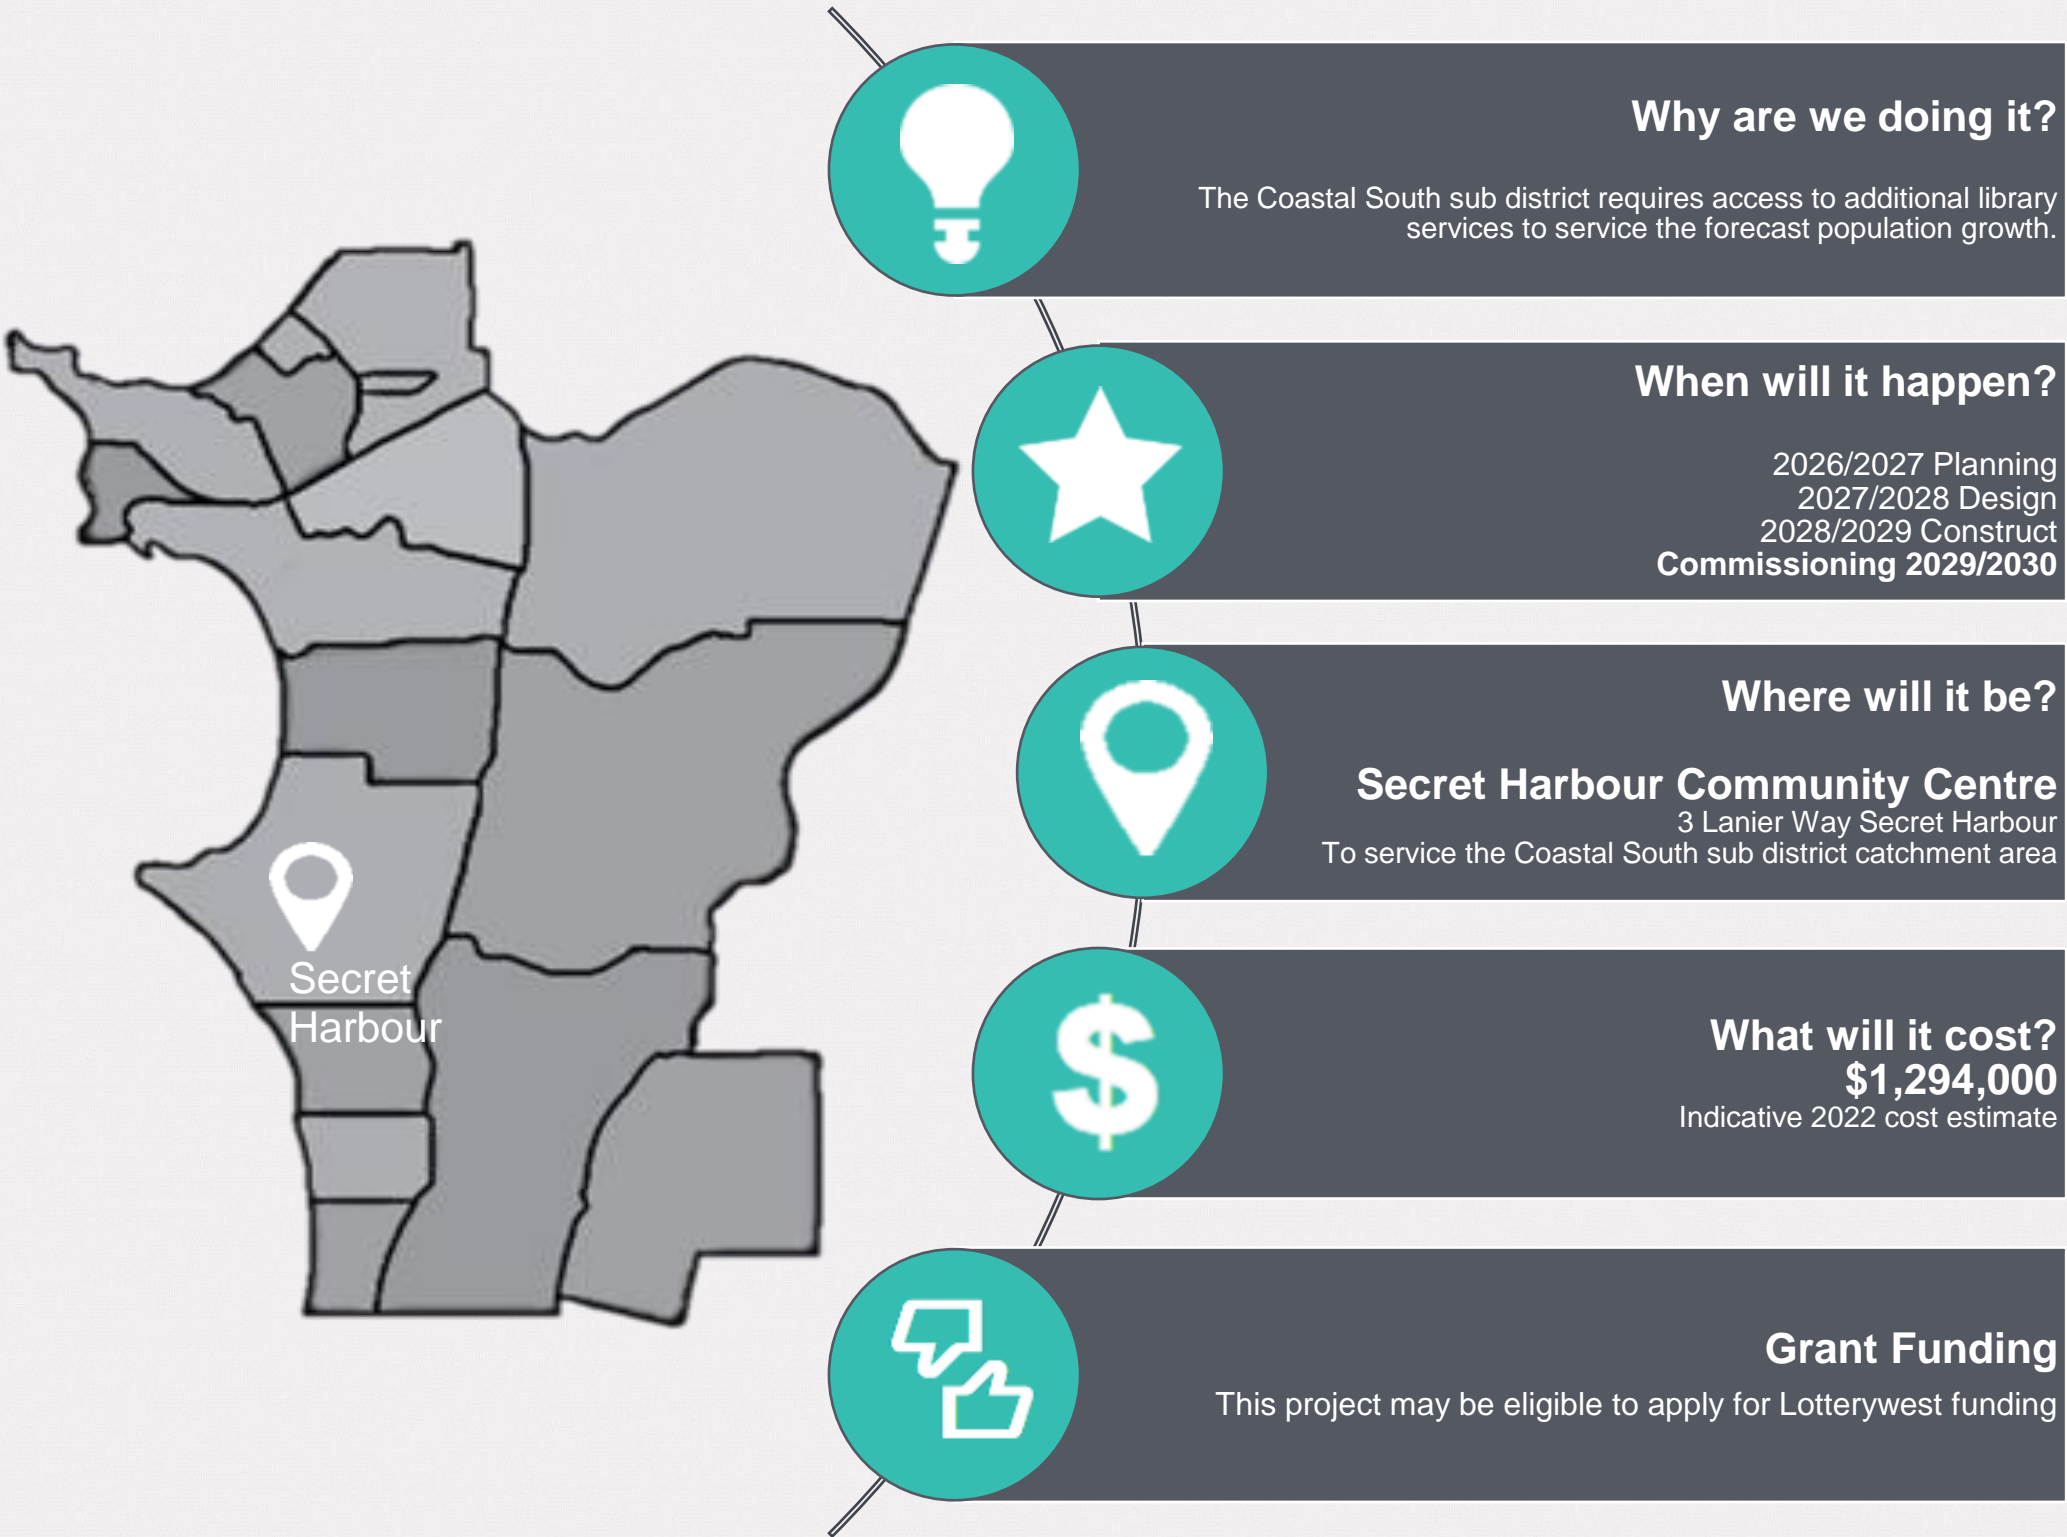 Why are we doing it?
The Coastal South sub district requires access to additional library
services to service the forecast population growth.
When will it happen?
2026/2027 Planning
2027/2028 Design
2028/2029 Construct
Commissioning 2029/2030
Where will it be?
Secret Harbour Community Centre
3 Lanier Way Secret Harbour
To service the Coastal South sub district catchment area
Secret
Harbour
$
What will it cost?
$1,294,000
Indicative 2022 cost estimate
Grant Funding
This project may be eligible to apply for Lotterywest funding